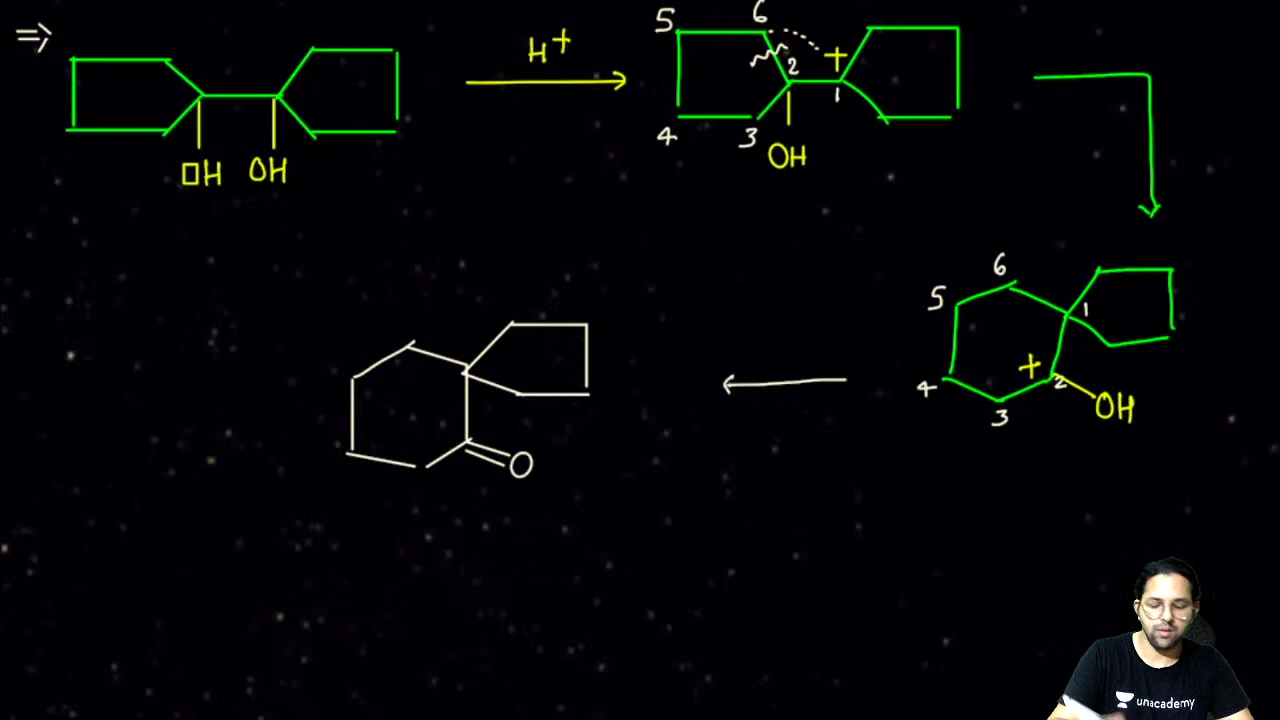 ⇒
OH OH
H+
5 6 2 + 1
4 3 OH
6
5 1
+
4 3 2 OH
O
unacademy